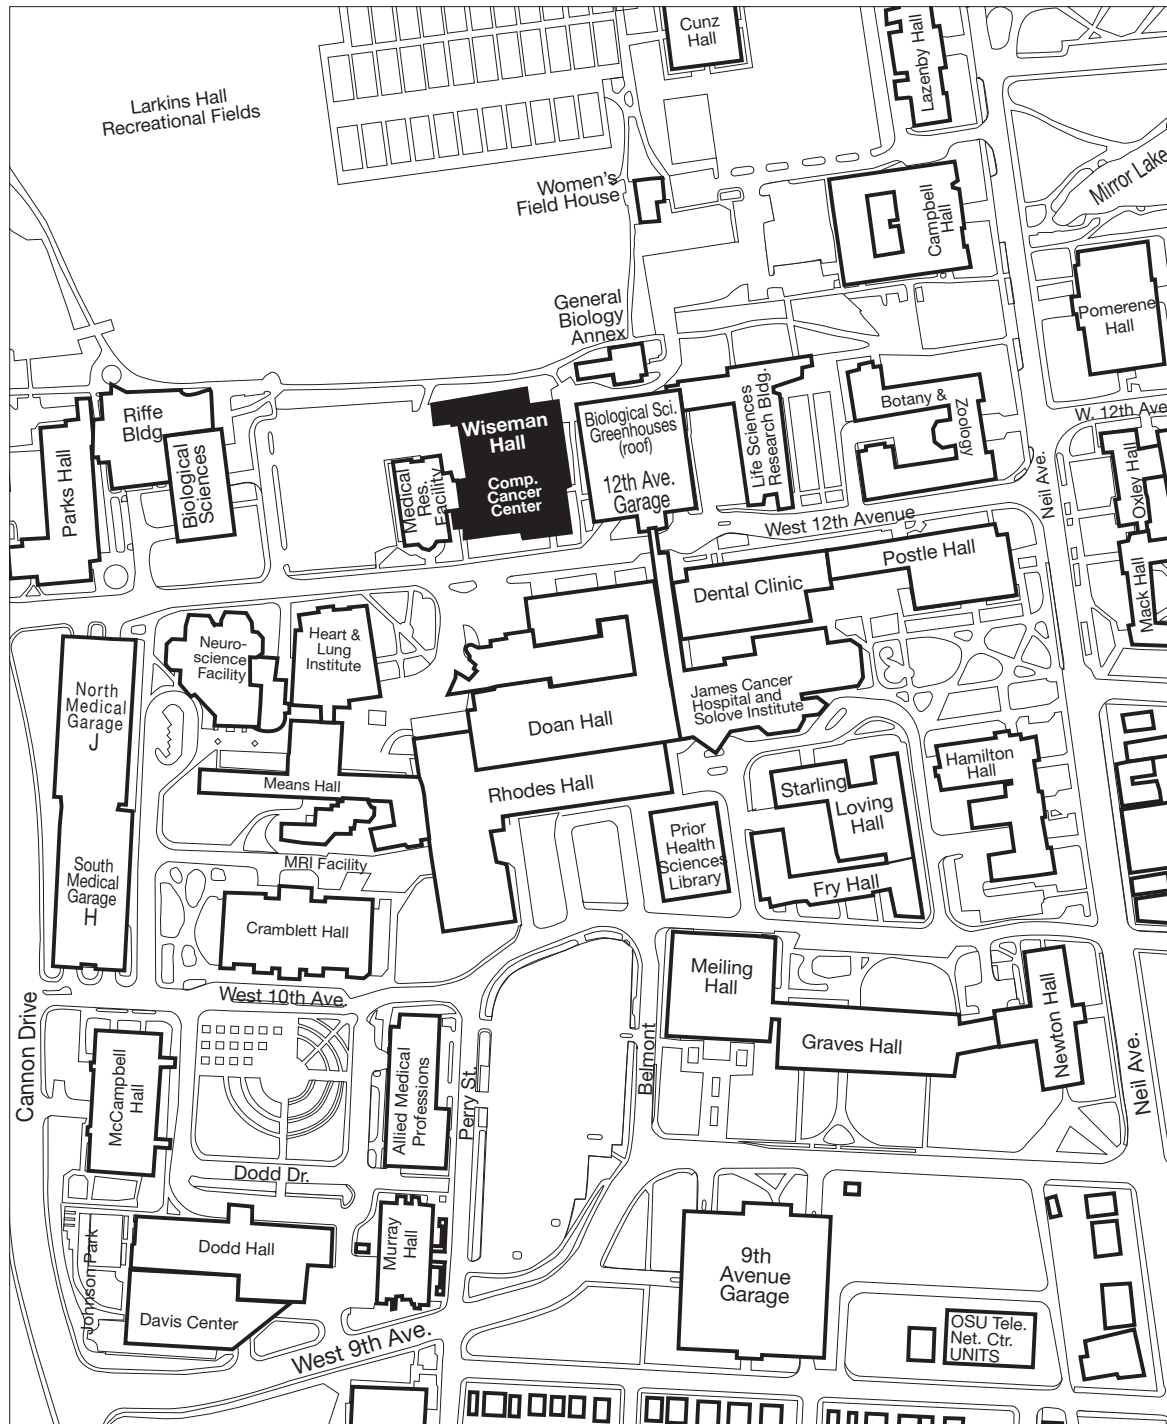 Cunz
Hall
Lazenby Hall
Larkins Hall
Recreational Fields
Women's
Field House
Mirror Lake
Campbell
Hall
General
Biology
Annex
Pomerene
Hall
Riffe
Bldg.
Parks Hall
Biological
Sciences
Wiseman
Hall
Comp.
Cancer
Center
Medical
Res.
Facility
Biological Sci.
Greenhouses
(roof)
12th Ave.
Garage
Life Sciences
Research Bldg.
Botany &
Zoology
W. 12th Ave
Oxley Hall
Neil Ave.
West 12th Avenue
Postle Hall
Dental Clinic
Mack Hall
Neuro-
science
Facility
Heart &
Lung
Institute
North
Medical
Garage
J
James Cancer
Hospital and
Solove Institute
Doan Hall
Means Hall
Rhodes Hall
Hamilton
Hall
Starling
Loving
Hall
Prior
Health
Sciences
Library
MRI Facility
South
Medical
Garage
H
Fry Hall
Cramblett Hall
Meiling
Hall
West 10th Ave.
Newton Hall
Graves Hall
Cannon Drive
McCampbell
Hall
Allied Medical
Professions
Perry St.
Belmont
Neil Ave.
Dodd Dr.
Johnson Park
Dodd Hall
Murray
Hall
9th
Avenue
Garage
Davis Center
West 9th Ave.
OSU Tele.
Net. Ctr.
UNITS